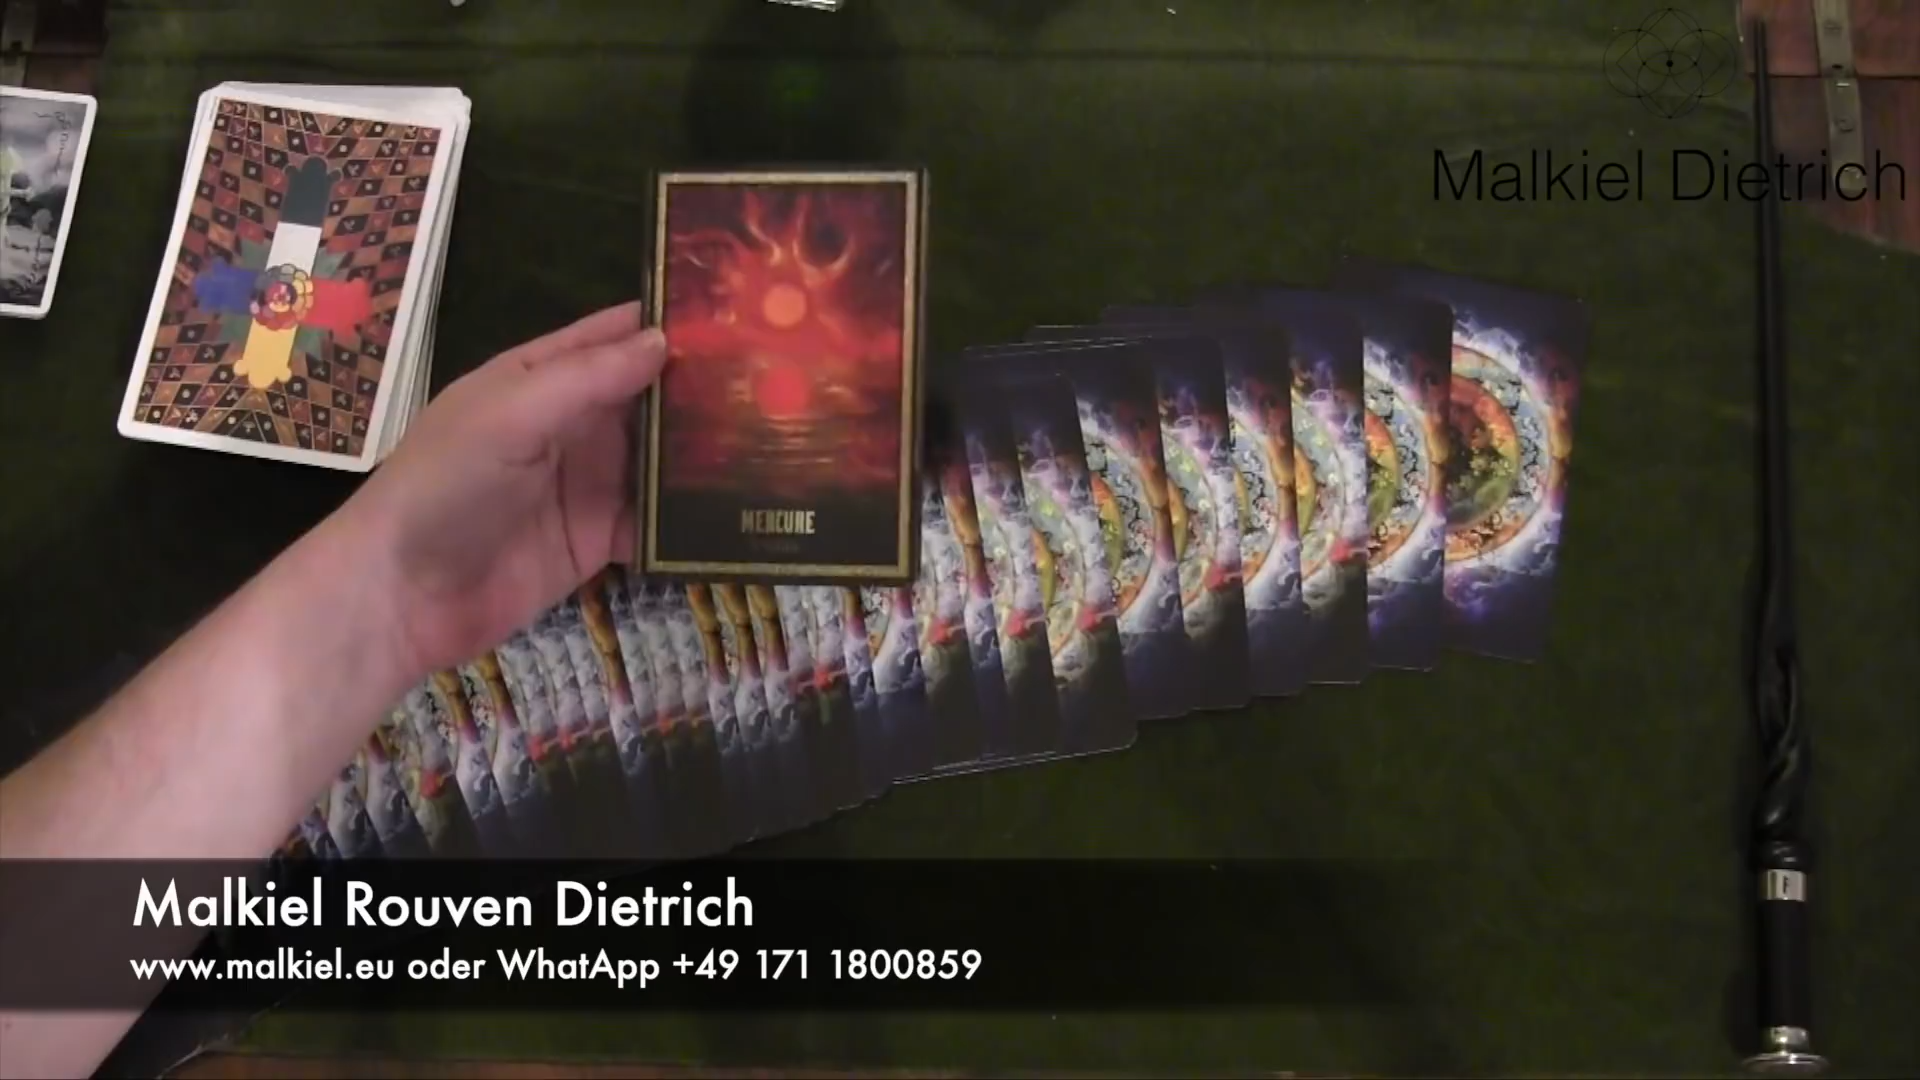 Malkiel Dietrich
MERCURE
Malkiel Rouven Dietrich
www.malkiel.eu oder WhatApp +49 171 1800859